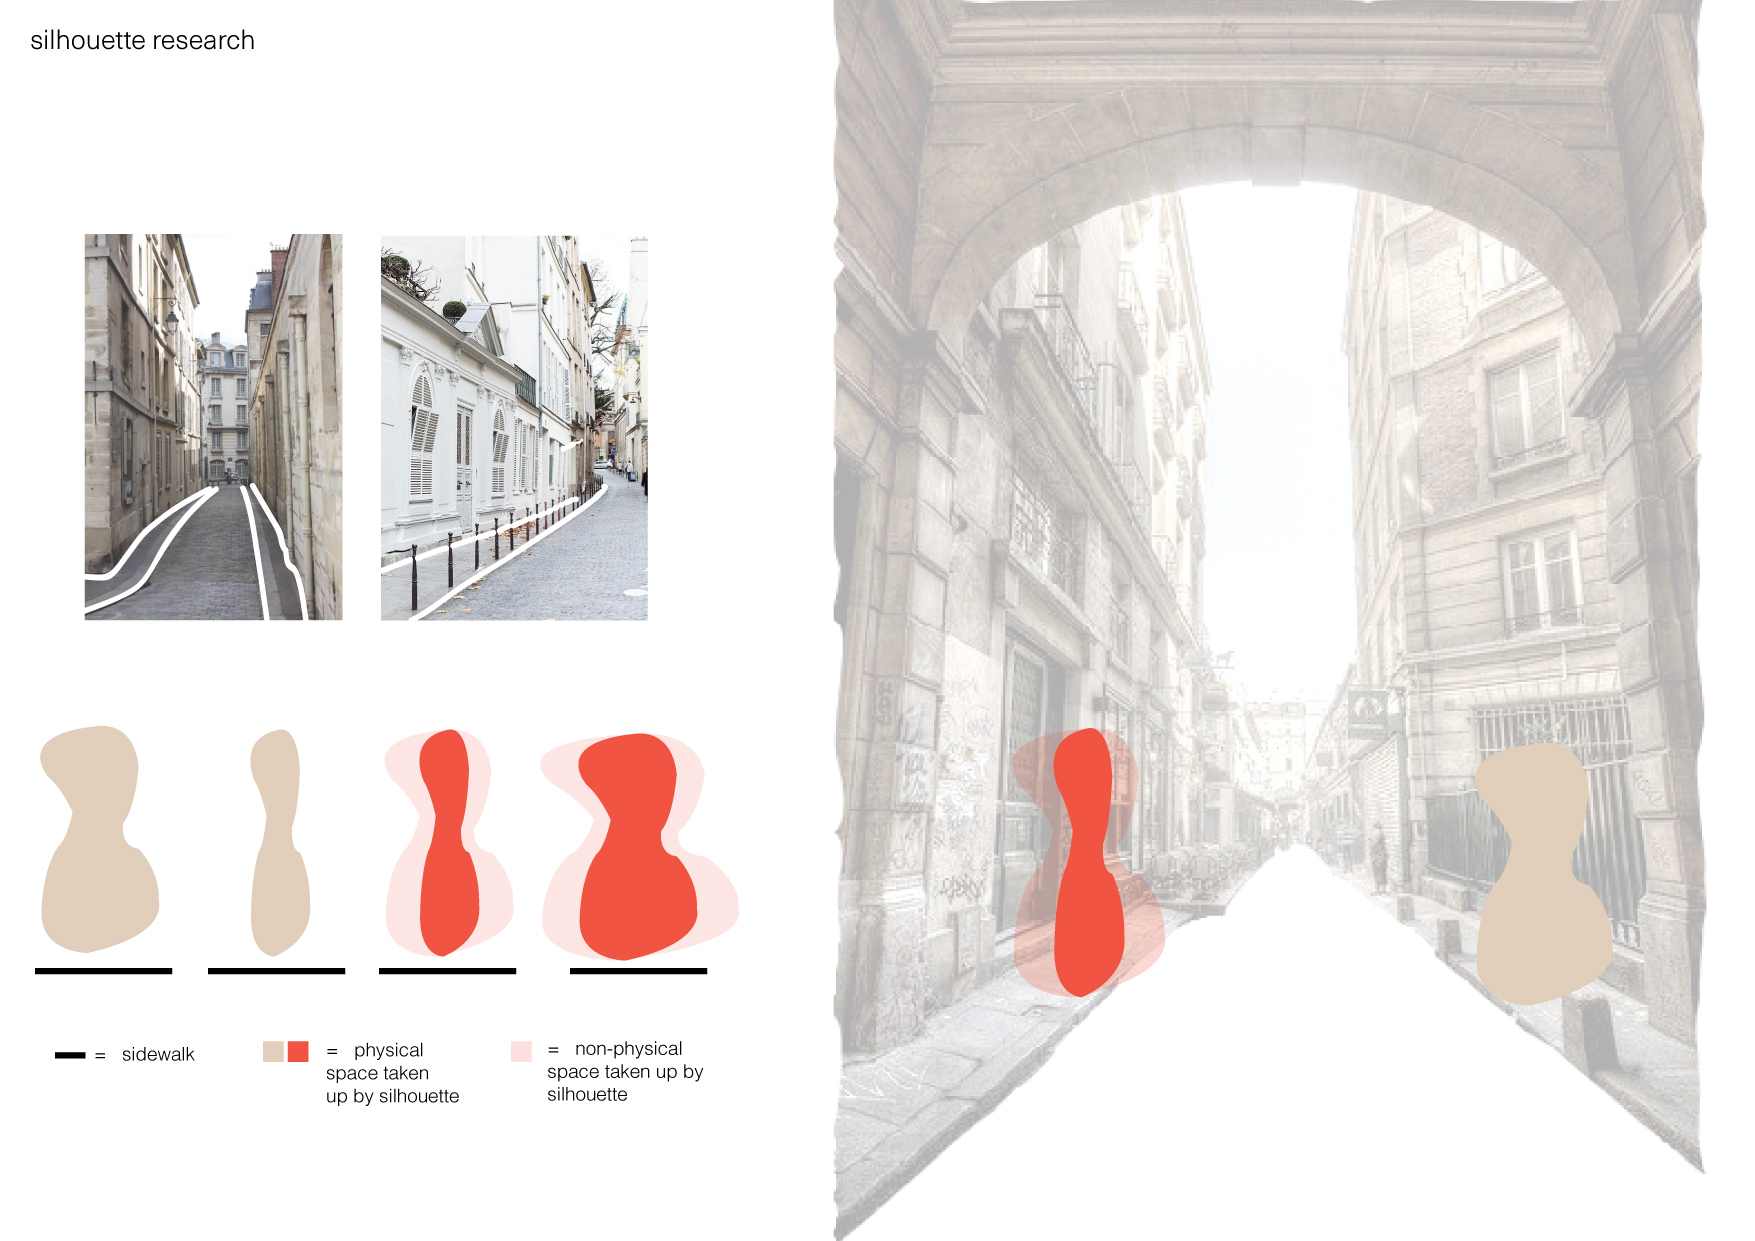 silhouette research
= sidewalk
= physical
space taken
up by silhouette
= non-physical
space taken up by
silhouette